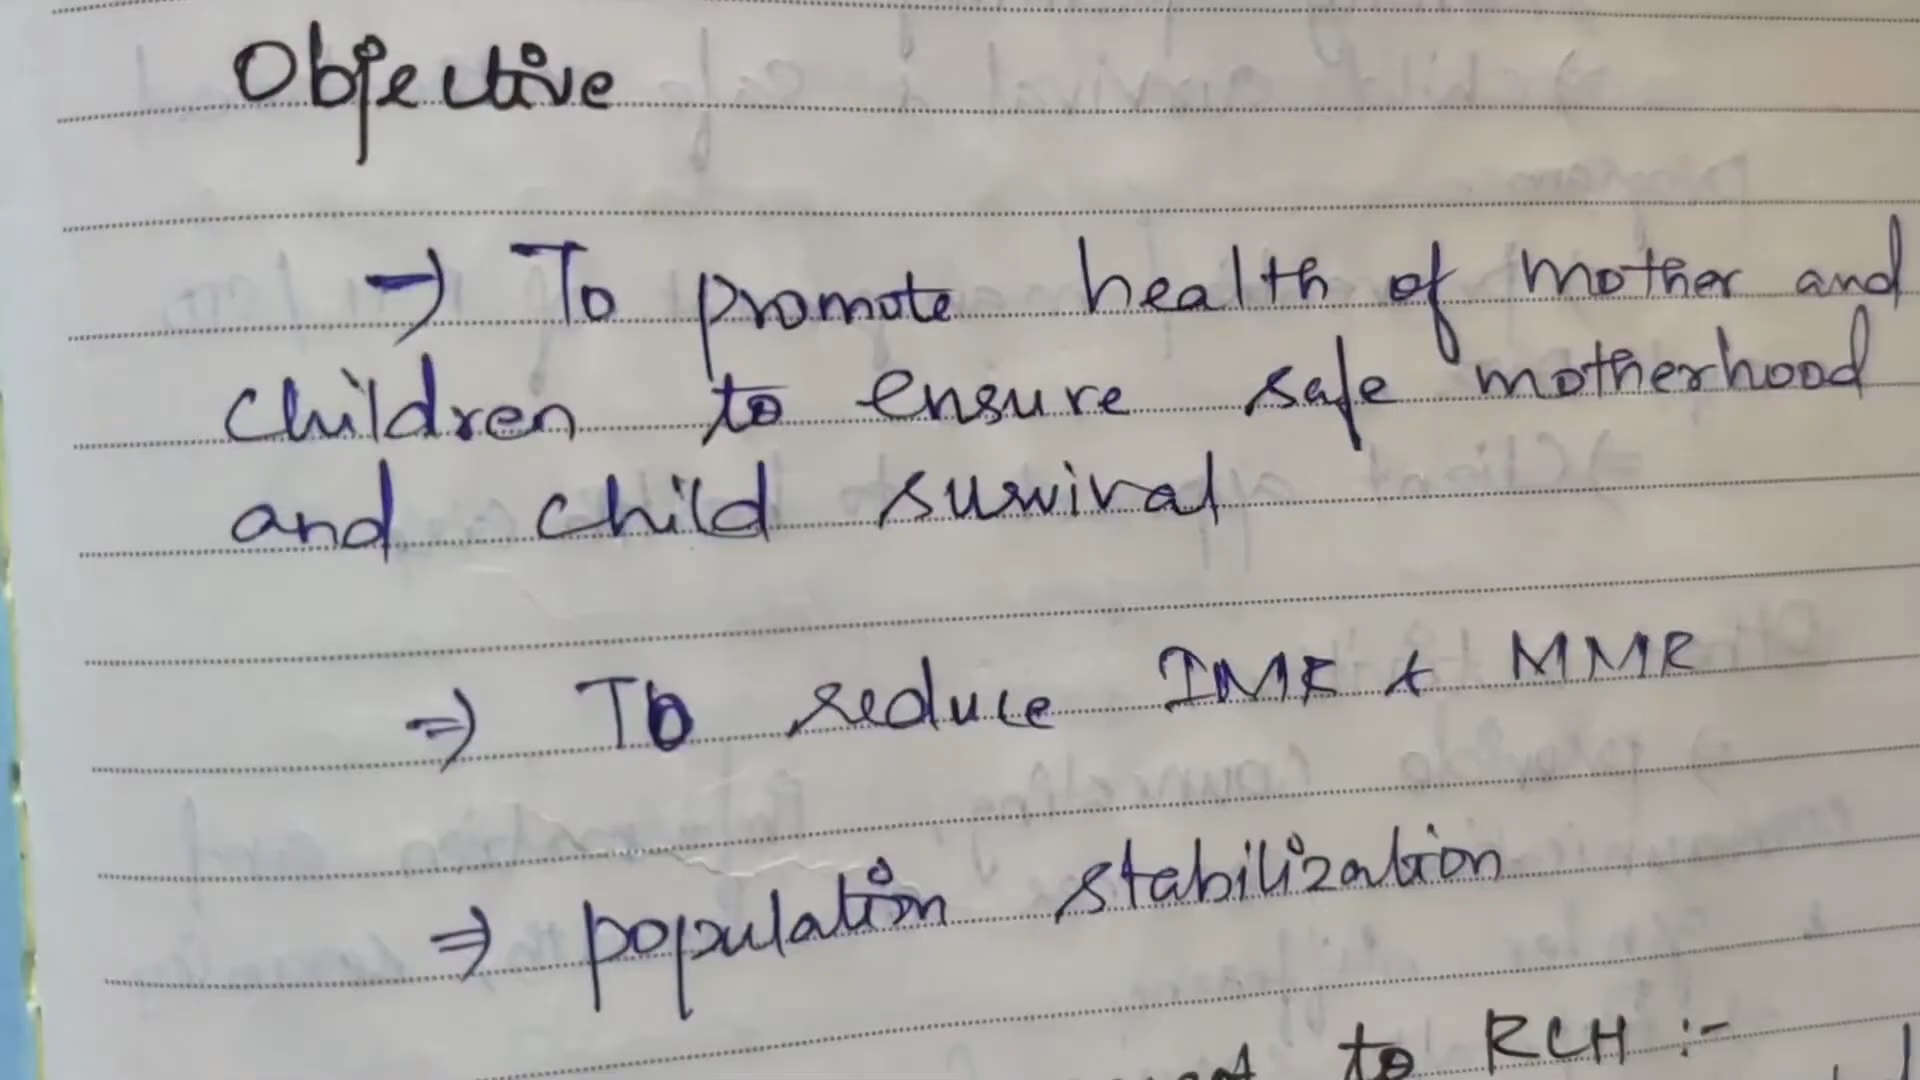 Objective
→ To promote health of mother and
children to ensure safe motherhood
and child survival
⇒ To reduce IMR & MMR
⇒ population stabilization
to RCH :-